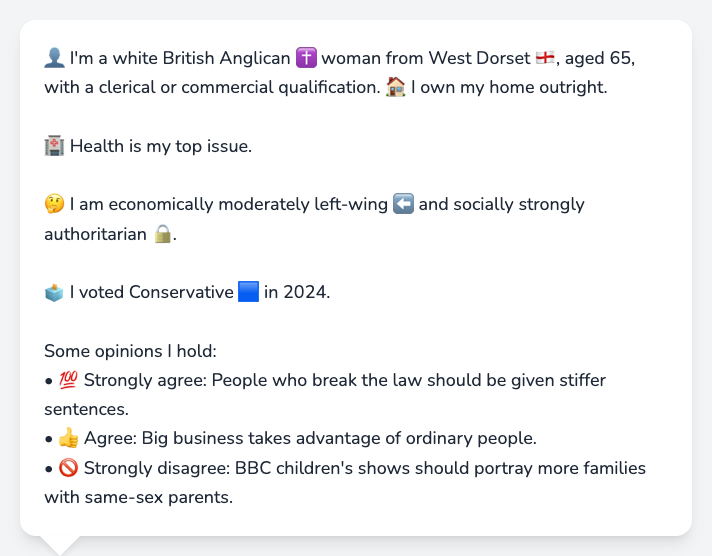 👤 I'm a white British Anglican ✝️ woman from West Dorset 🏴󠁧󠁢󠁥󠁮󠁧󠁿, aged 65,
with a clerical or commercial qualification. 🏠 I own my home outright.
🏥 Health is my top issue.
🤔 I am economically moderately left-wing ⬅️ and socially strongly
authoritarian 🔒.
🗳️ I voted Conservative 🟦 in 2024.
Some opinions I hold:
• 💯 Strongly agree: People who break the law should be given stiffer
sentences.
• 👍 Agree: Big business takes advantage of ordinary people.
• 🚫 Strongly disagree: BBC children's shows should portray more families
with same-sex parents.